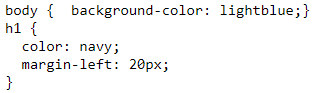 body {  background-color: lightblue;}
h1 {
  color: navy;
  margin-left: 20px;
}